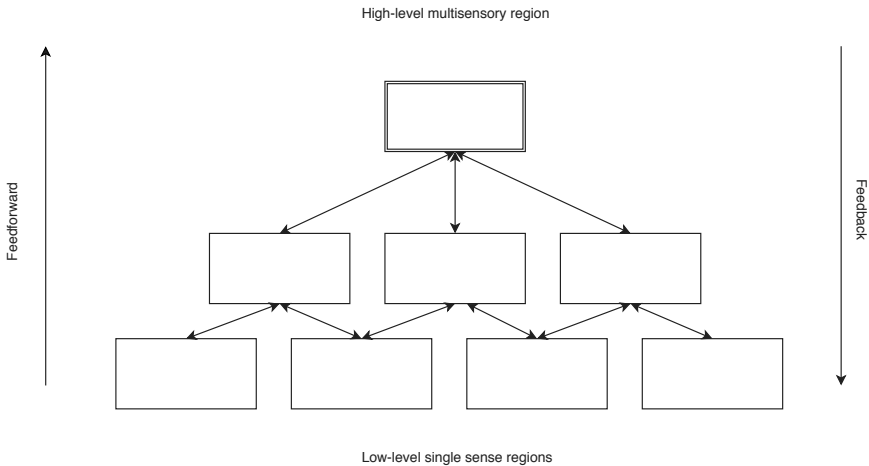 High-level multisensory region
Feedforward
Feedback
Low-level single sense regions